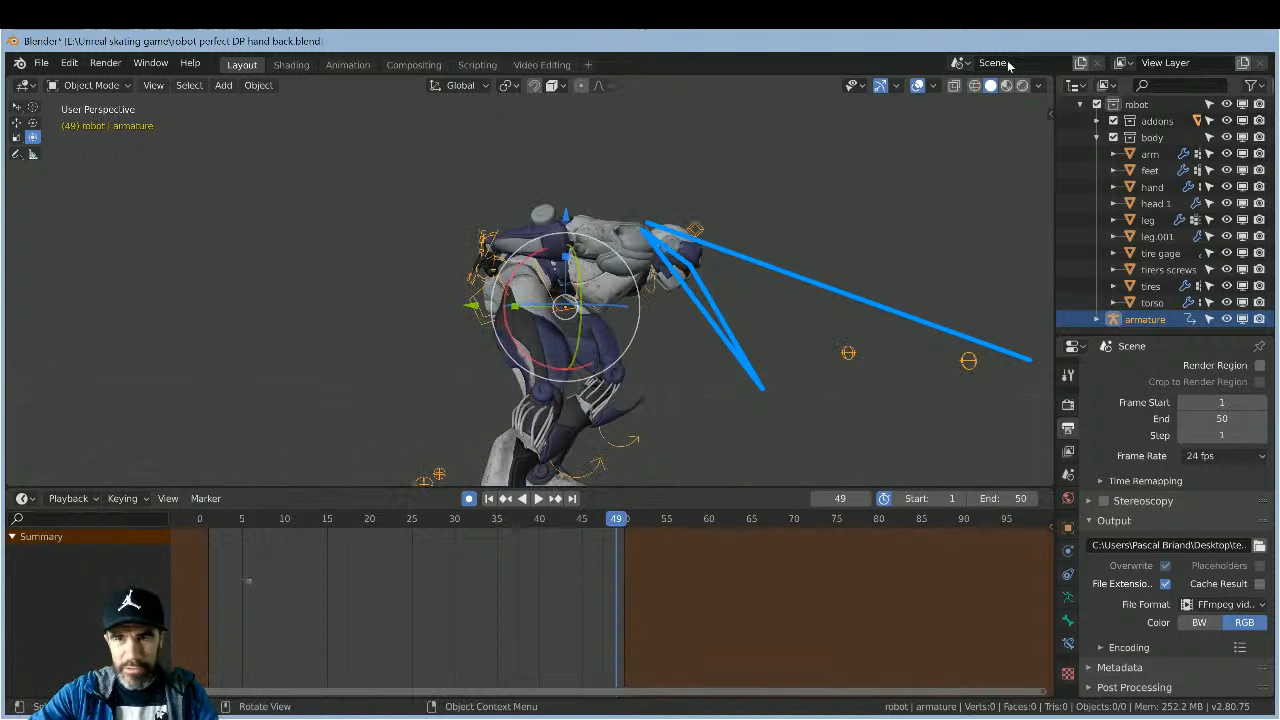 Blender* [E:\Unreal skating game\robot perfect DP hand back.blend]
File Edit Render Window Help Layout Shading Animation Compositing Scripting Video Editing + Scene View Layer
Object Mode View Select Add Object Global
User Perspective
(49) robot | armature
robot
addons
body
arm
feet
hand
head 1
leg
leg.001
tire gage
tirers screws
tires
torso
armature
Scene
Render Region
Crop to Render Region
Frame Start 1
End 50
Step 1
Frame Rate 24 fps
Time Remapping
Stereoscopy
Output
C:\Users\Pascal Briand\Desktop\te..
Overwrite Placeholders
File Extensio.. Cache Result
File Format FFmpeg vid..
Color BW RGB
Encoding
Metadata
Post Processing
Playback Keying View Marker 49 Start: 1 End: 50
0 5 10 15 20 25 30 35 40 45 49 55 60 65 70 75 80 85 90 95
Summary
Rotate View Object Context Menu robot | armature | Verts:0 | Faces:0 | Tris:0 | Objects:0/0 | Mem: 252.2 MB | v2.80.75